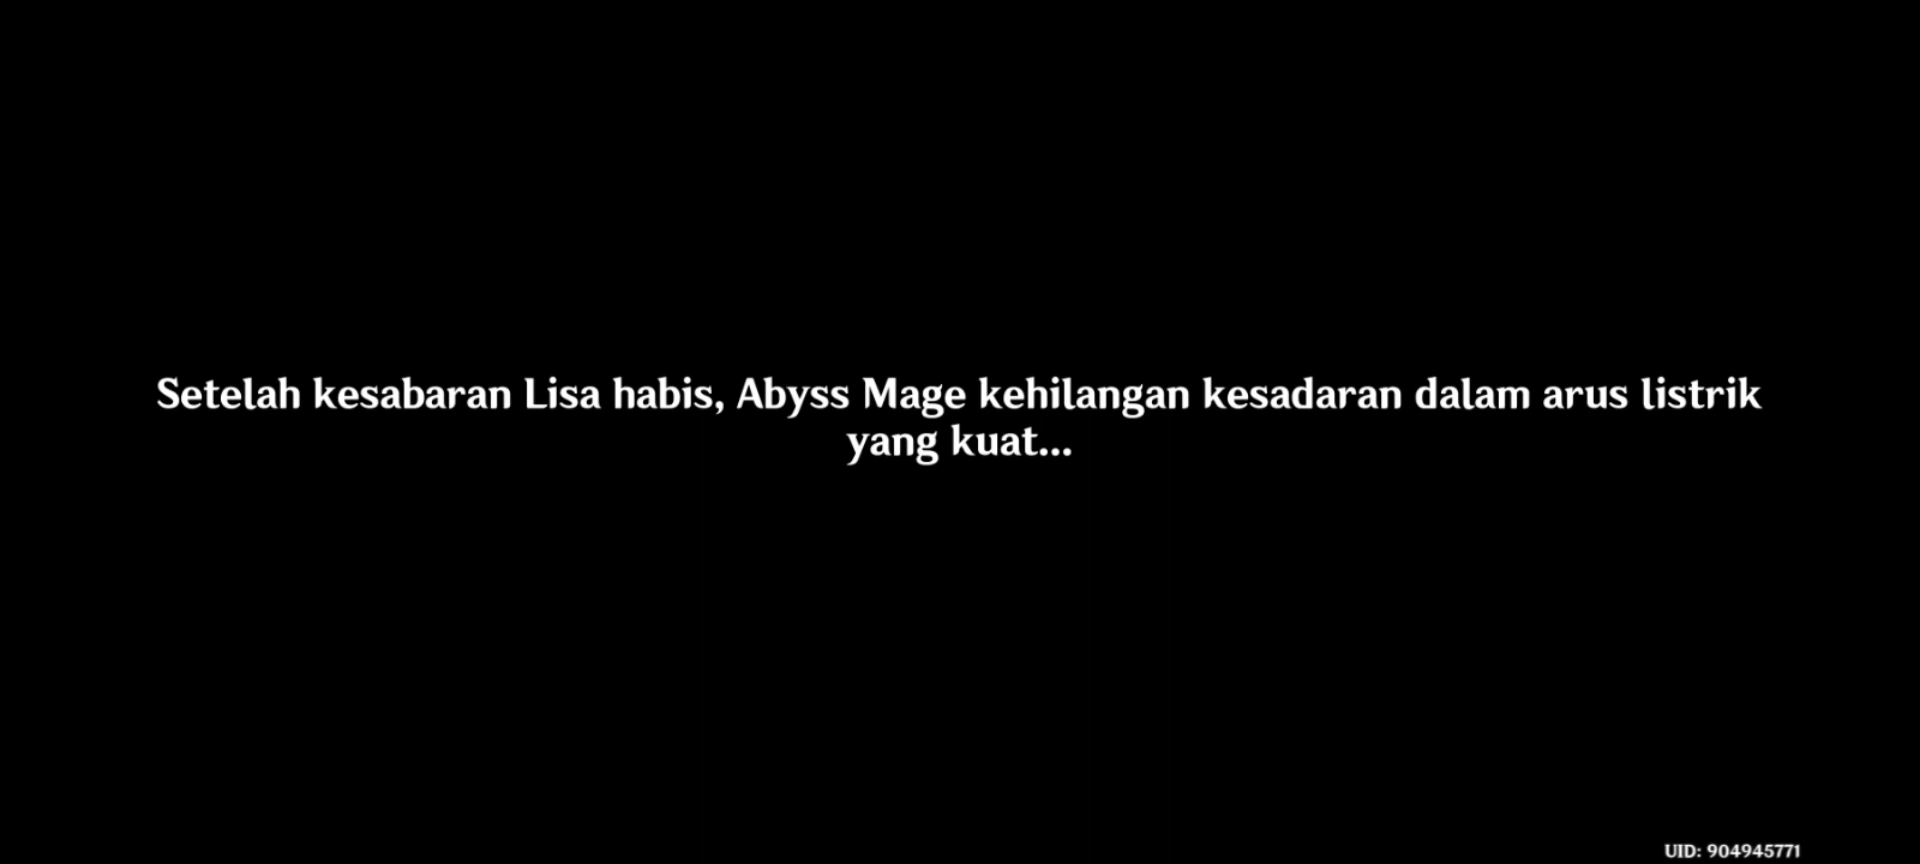 Setelah kesabaran Lisa habis, Abyss Mage kehilangan kesadaran dalam arus listrik
yang kuat...
UID: 904945771